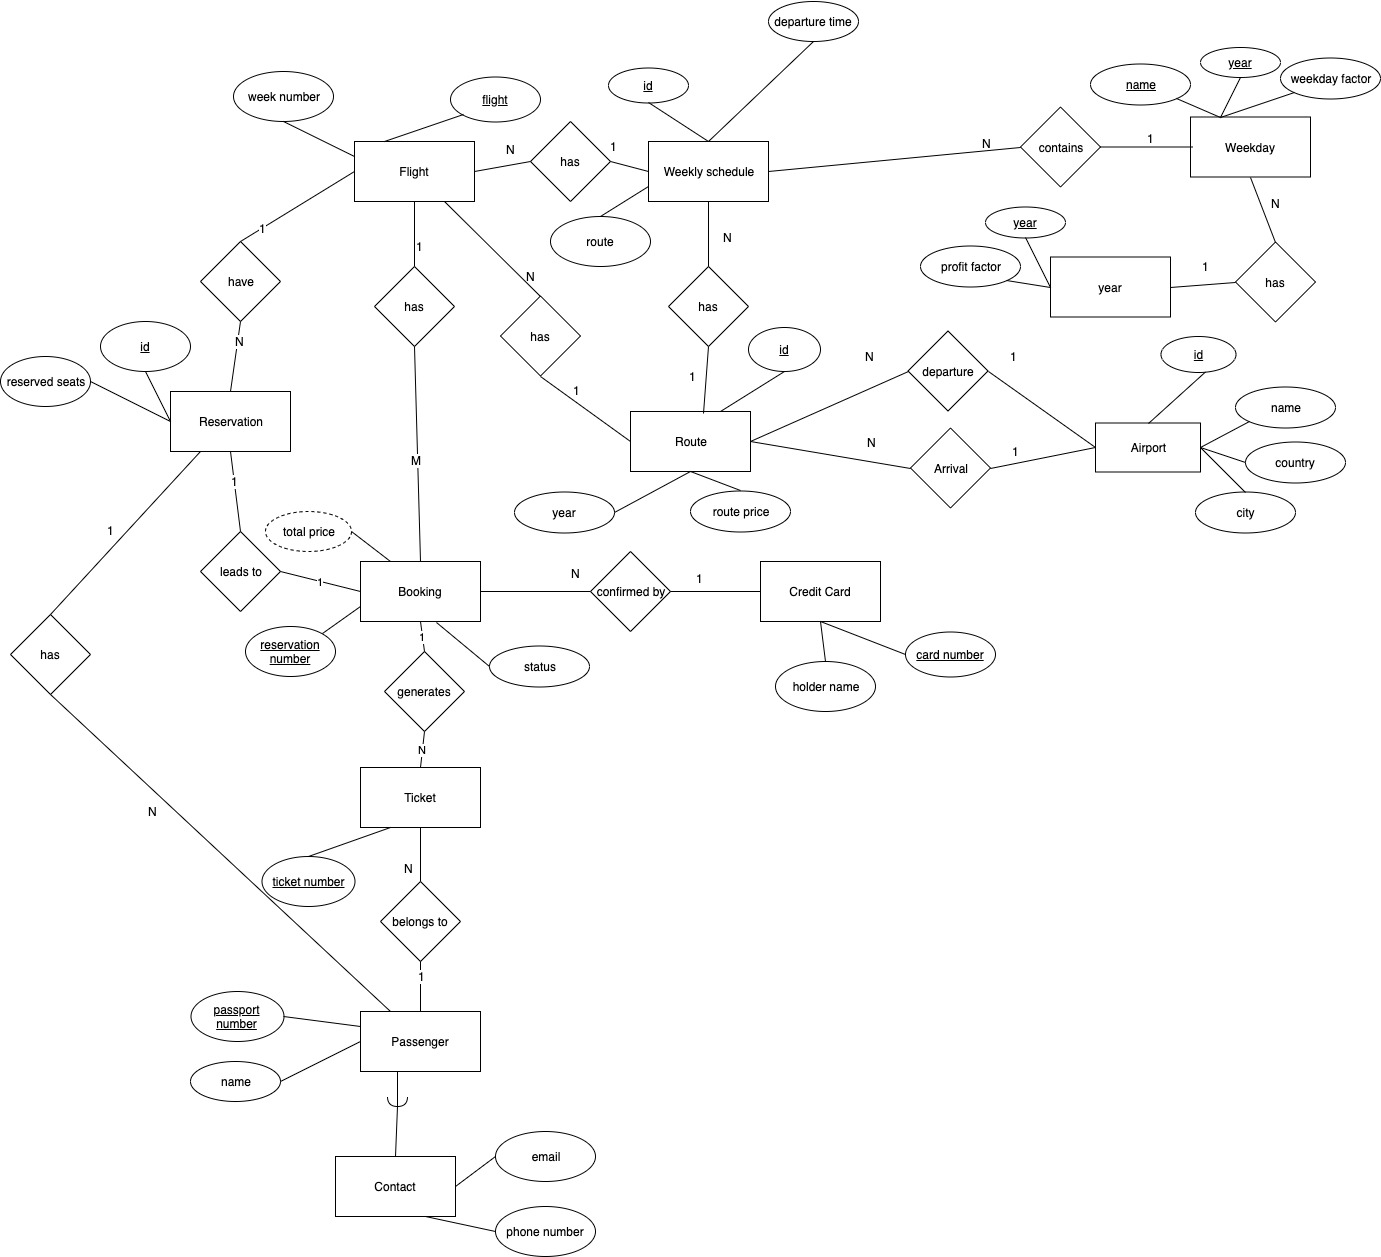 departure time
week number
flight
id
name
year
weekday factor
Flight
N
has
1
Weekly schedule
N
contains
1
Weekday
route
1
have
N
1
has
N
has
1
N
has
1
year
profit factor
year
1
has
N
reserved seats
id
Reservation
M
id
Route
year
route price
N
departure
1
N
Arrival
1
id
Airport
name
country
city
1
has
N
1
leads to
1
total price
Booking
reservation
number
status
N
confirmed by
1
Credit Card
holder name
card number
1
generates
N
Ticket
ticket number
N
belongs to
1
passport
number
name
Passenger
Contact
email
phone number